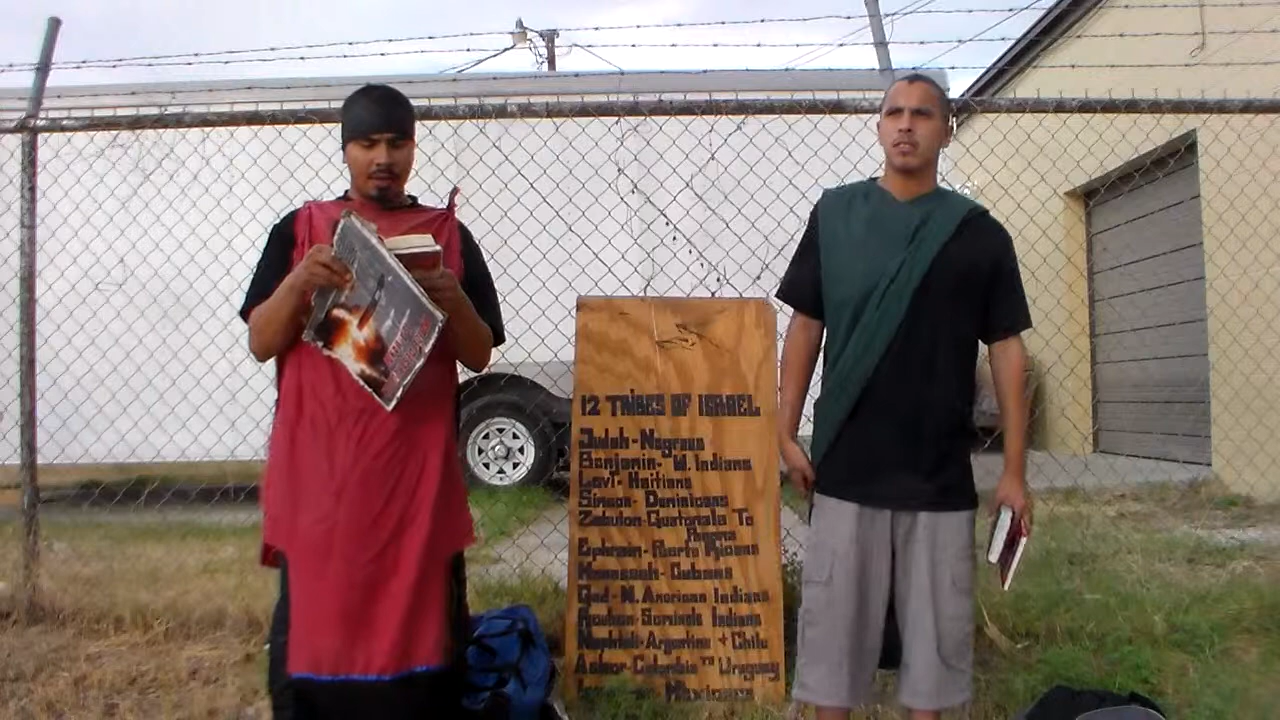 12 TRIBES OF ISRAEL
Judah-Negroes
Benjamin- W. Indians
Levi- Haitians
Simeon- Dominicans
Zebulon-Guatemala To
Panama
Ephraim-Puerto Ricans
Manasseh-Cubans
Gad-N. American Indians
Reuben-Seminole Indians
Naphtali-Argentina + Chile
Asher-Colombia To Uruguay
Mexicans